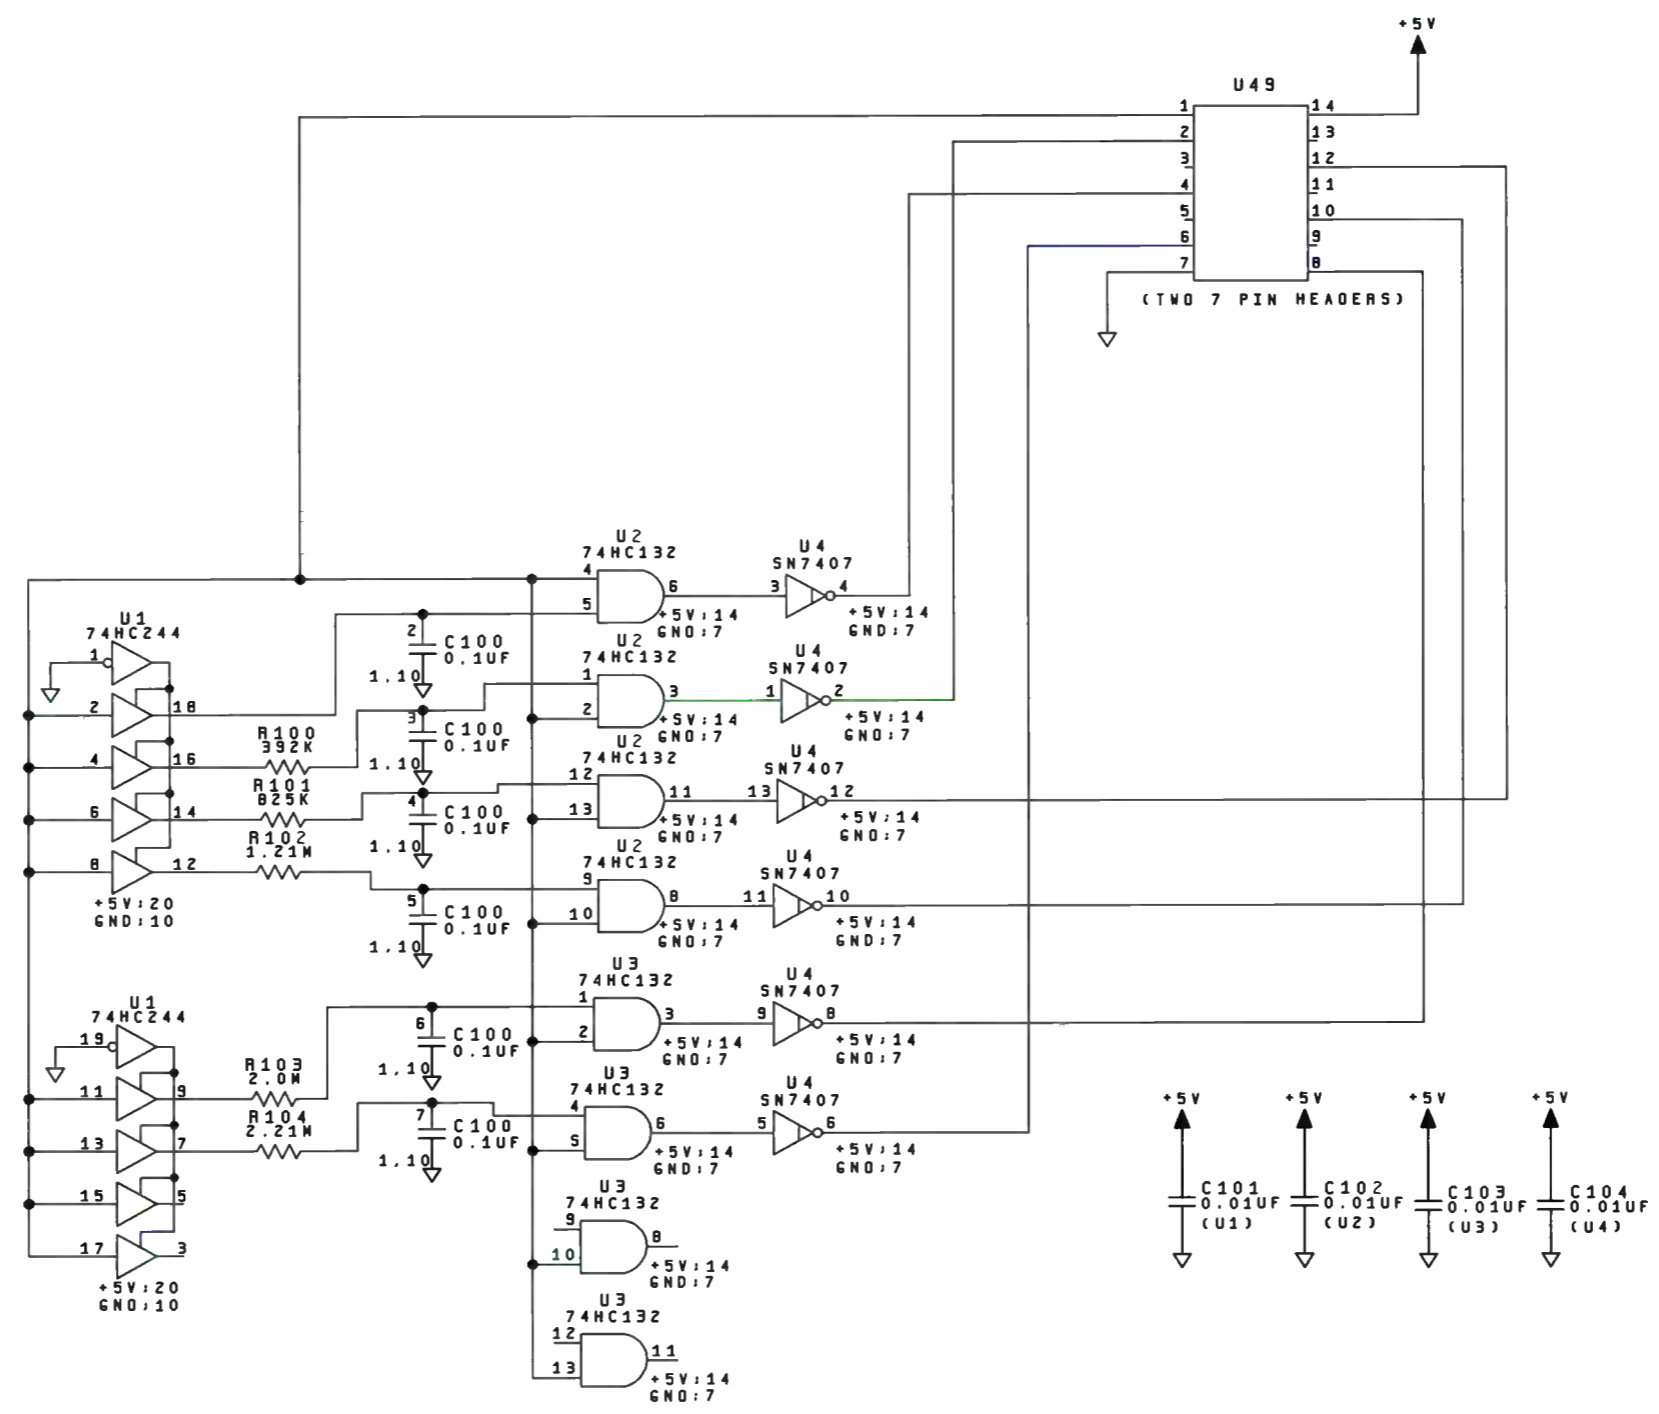 +5V
U49
1 14
2 13
3 12
4 11
5 10
6 9
7 8
(TWO 7 PIN HEADERS)
U2
74HC132
4
5
6
+5V:14
GND:7
U4
SN7407
3 4
+5V:14
GND:7
U1
74HC244
1
2 18
4 16
6 14
8 12
+5V:20
GND:10
R100
392K
R101
825K
R102
1.21M
2
C100
0.1UF
1,10
3
C100
0.1UF
1,10
4
C100
0.1UF
1,10
5
C100
0.1UF
1,10
U2
74HC132
1
2
3
+5V:14
GND:7
U4
SN7407
1 2
+5V:14
GND:7
U2
74HC132
12
13
11
+5V:14
GND:7
U4
SN7407
13 12
+5V:14
GND:7
U2
74HC132
9
10
8
+5V:14
GND:7
U4
SN7407
11 10
+5V:14
GND:7
U1
74HC244
19
11 9
13 7
15 5
17 3
+5V:20
GND:10
R103
2.0M
R104
2.21M
6
C100
0.1UF
1,10
7
C100
0.1UF
1,10
U3
74HC132
1
2
3
+5V:14
GND:7
U4
SN7407
9 8
+5V:14
GND:7
U3
74HC132
4
5
6
+5V:14
GND:7
U4
SN7407
5 6
+5V:14
GND:7
U3
74HC132
9
10
8
+5V:14
GND:7
U3
74HC132
12
13
11
+5V:14
GND:7
+5V
C101
0.01UF
(U1)
+5V
C102
0.01UF
(U2)
+5V
C103
0.01UF
(U3)
+5V
C104
0.01UF
(U4)